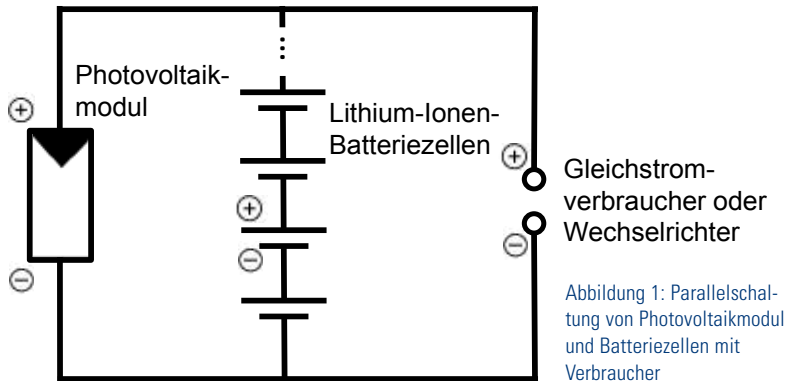 Photovoltaik-
modul
+
-
⋮
Lithium-Ionen-
Batteriezellen
+
-
+
-
Gleichstrom-
verbraucher oder
Wechselrichter
Abbildung 1: Parallelschal-
tung von Photovoltaikmodul
und Batteriezellen mit
Verbraucher